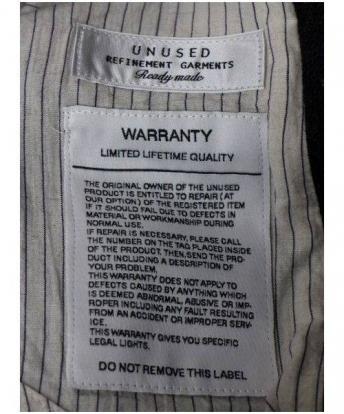 UNUSED
REFINEMENT GARMENTS
Ready made
WARRANTY
LIMITED LIFETIME QUALITY
THE ORIGINAL OWNER OF THE UNUSED
PRODUCT IS ENTITLED TO REPAIR (AT
OUR OPTION) OF THE REGISTERED ITEM
IF IT SHOULD FAIL DUE TO DEFECTS IN
MATERIAL OR WORKMANSHIP DURING
NORMAL USE.
IF REPAIR IS NECESSARY, PLEASE CALL
THE NUMBER ON THE TAG PLACED INSIDE
OF THE PRODUCT. THEN, SEND THE PRO-
DUCT INCLUDING A DESCRIPTION OF
YOUR PROBLEM.
THIS WARRANTY DOES NOT APPLY TO
DEFECTS CAUSED BY ANYTHING WHICH
IS DEEMED ABNORMAL, ABUSIVE OR IMP-
ROPER INCLUDING ANY FAULT RESULTING
FROM AN ACCIDENT OR IMPROPER SERV-
ICE.
THIS WARRANTY GIVES YOU SPECIFIC
LEGAL LIGHTS.
DO NOT REMOVE THIS LABEL